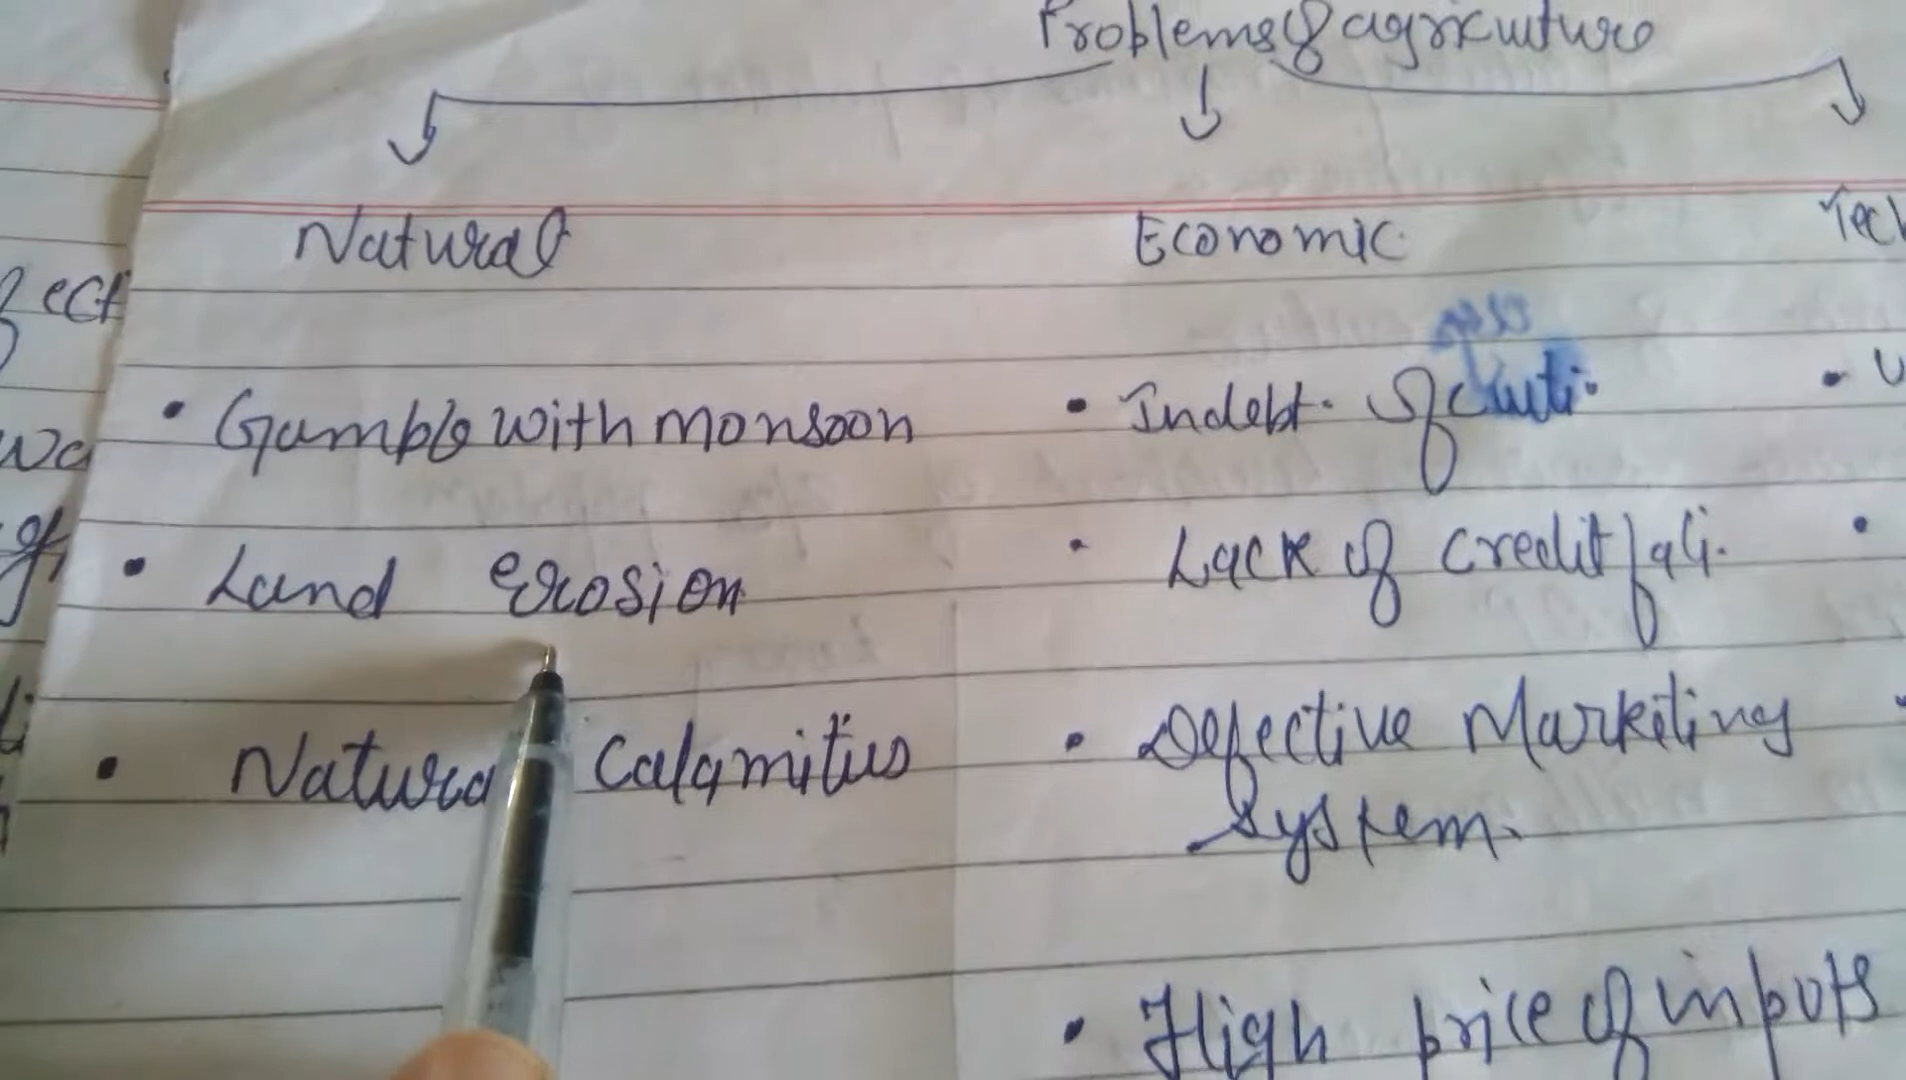 Problems of agriculture
Natural
Economic
Tech
• Gamble with monsoon
• Indebt. of culti.
• Land Erosion
• Lack of credit fali.
• Natural Calamities
• Defective Marketing
System.
• High price of inputs